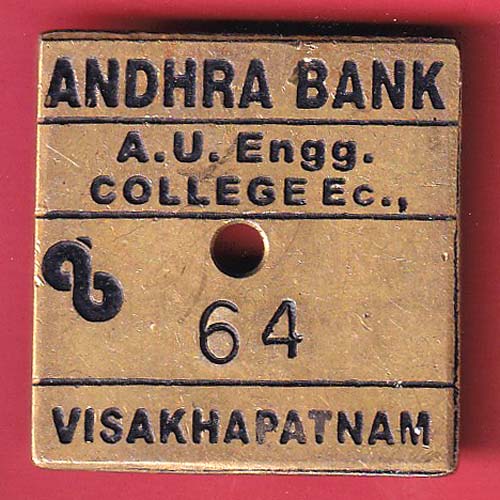 ANDHRA BANK
A.U. Engg.
COLLEGE Ec.,
64
VISAKHAPATNAM